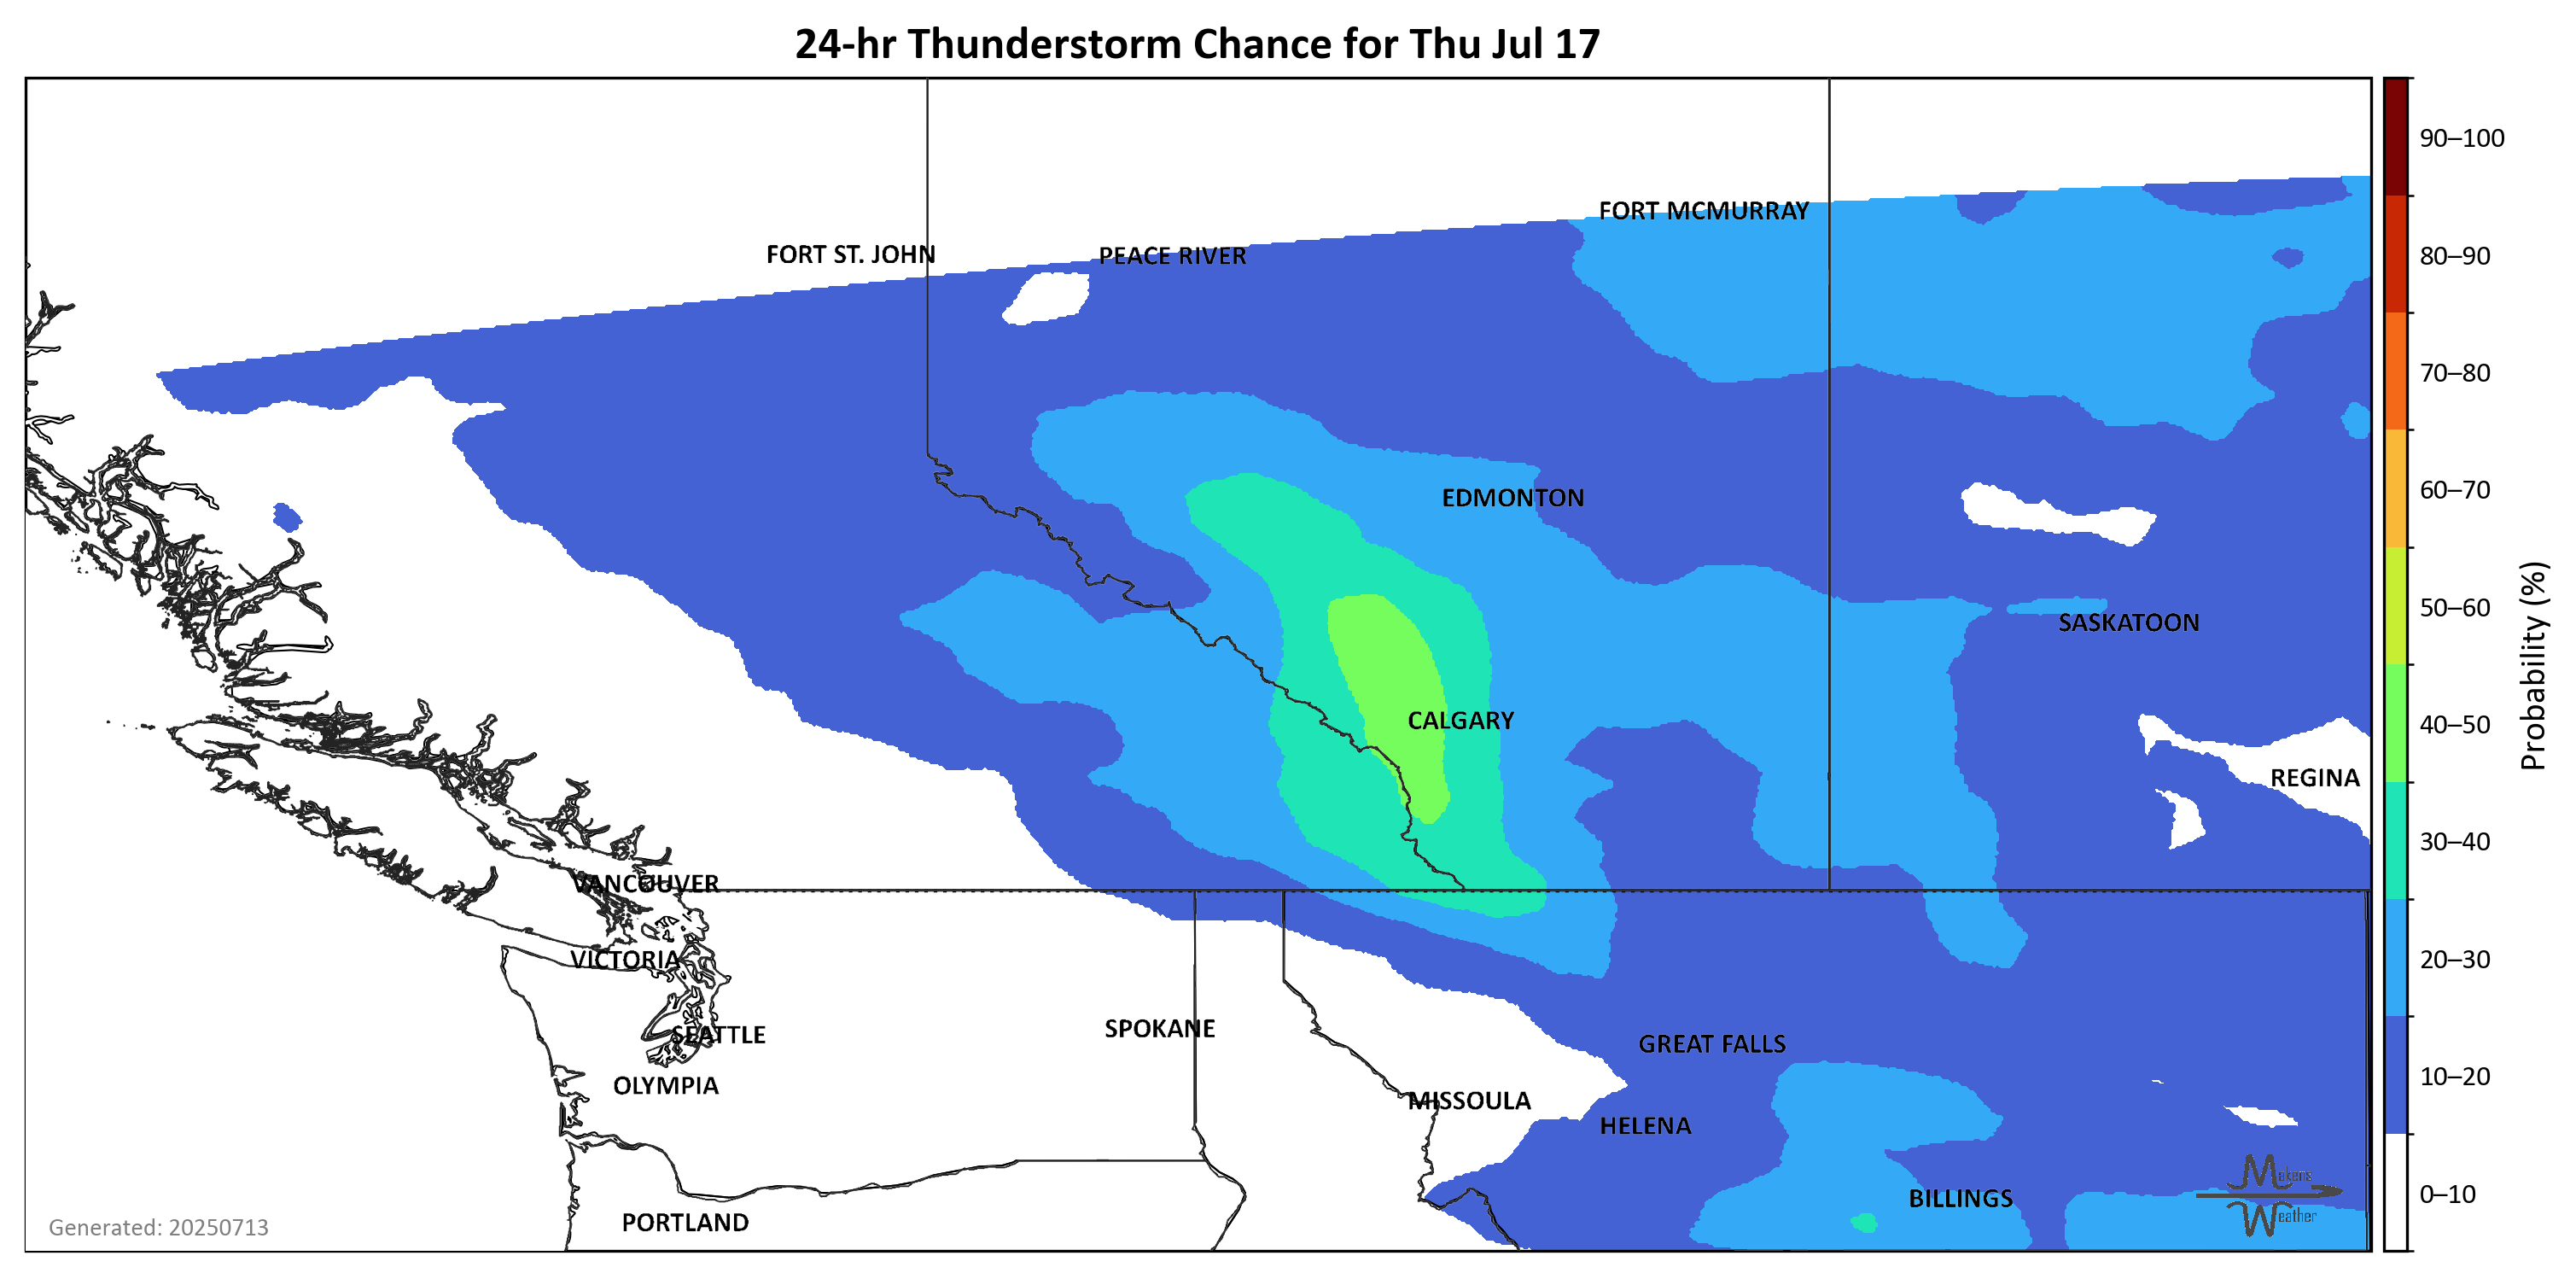 24-hr Thunderstorm Chance for Thu Jul 17
90–100
FORT MCMURRAY
FORT ST. JOHN
PEACE RIVER
80–90
70–80
60–70
EDMONTON
50–60
SASKATOON
Probability (%)
CALGARY
40–50
REGINA
30–40
VANCOUVER
VICTORIA
20–30
SPOKANE
SEATTLE
GREAT FALLS
10–20
OLYMPIA
MISSOULA
HELENA
Mekens
Weather
0–10
BILLINGS
PORTLAND
Generated: 20250713